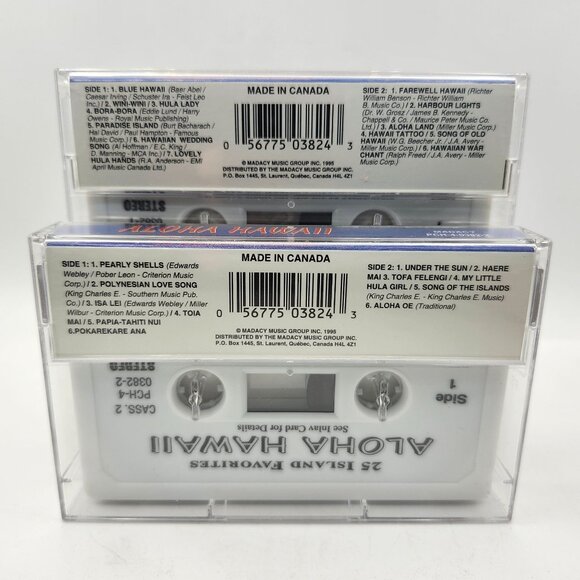 SIDE 1: 1. BLUE HAWAII (Baer Abel /
Caesar Irving / Schuster Ira - Feist Leo
Inc.) / 2. WINI-WINI / 3. HULA LADY
4. BORA-BORA (Eddie Lund / Harry
Owens - Royal Music Publishing)
5. PARADISE ISLAND (Burt Bacharach /
Hal David / Paul Hampton - Famous
Music Corp.) / 6. HAWAIIAN WEDDING
SONG (Al Hoffman / E.C. King /
D. Manning - MCA Inc) / 7. LOVELY
HULA HANDS (R.A. Anderson - EMI
April Music Canada Ltd.)
MADE IN CANADA
0 56775 03824 3
© MADACY MUSIC GROUP INC. 1995
DISTRIBUTED BY THE MADACY MUSIC GROUP INC.
P.O. Box 1445, St. Laurent, Québec, Canada H4L 4Z1
SIDE 2: 1. FAREWELL HAWAII (Richter
William Benson - Richter William
B. Music Co.) / 2. HARBOUR LIGHTS
(Dr. W. Grosz / James B. Kennedy -
Chappell & Co. / Maurice Peter Music Co.
Ltd.) / 3. ALOHA LAND (Miller Music Corp.)
4. HAWAII TATTOO / 5. SONG OF OLD
HAWAII (W.G. Beecher Jr. / J.A. Avery -
Miller Music Corp.) / 6. HAWAIIAN WAR
CHANT (Ralph Freed / J.A. Avery - Miller
Music Corp.)
STEREO
ALOHA HAWAII
MADACY
SIDE 1: 1. PEARLY SHELLS (Edwards
Webley / Pober Leon - Criterion Music
Corp.) / 2. POLYNESIAN LOVE SONG
(King Charles E. - Southern Music Pub.
Co.) / 3. ISA LEI (Edwards Webley / Miller
Wilbur - Criterion Music Corp.) / 4. TOIA
MAI / 5. PAPIA-TAHITI NUI
6.POKAREKARE ANA
MADE IN CANADA
0 56775 03824 3
© MADACY MUSIC GROUP INC. 1995
DISTRIBUTED BY THE MADACY MUSIC GROUP INC.
P.O. Box 1445, St. Laurent, Québec, Canada H4L 4Z1
SIDE 2: 1. UNDER THE SUN / 2. HAERE
MAI 3. TOFA FELENGI / 4. MY LITTLE
HULA GIRL / 5. SONG OF THE ISLANDS
(King Charles E. - King Charles E. Music)
6. ALOHA OE (Traditional)
25 ISLAND FAVORITES
ALOHA HAWAII
See Inlay Card for Details
Side
1
CASS. 2
PCH-4
0382-2
STEREO